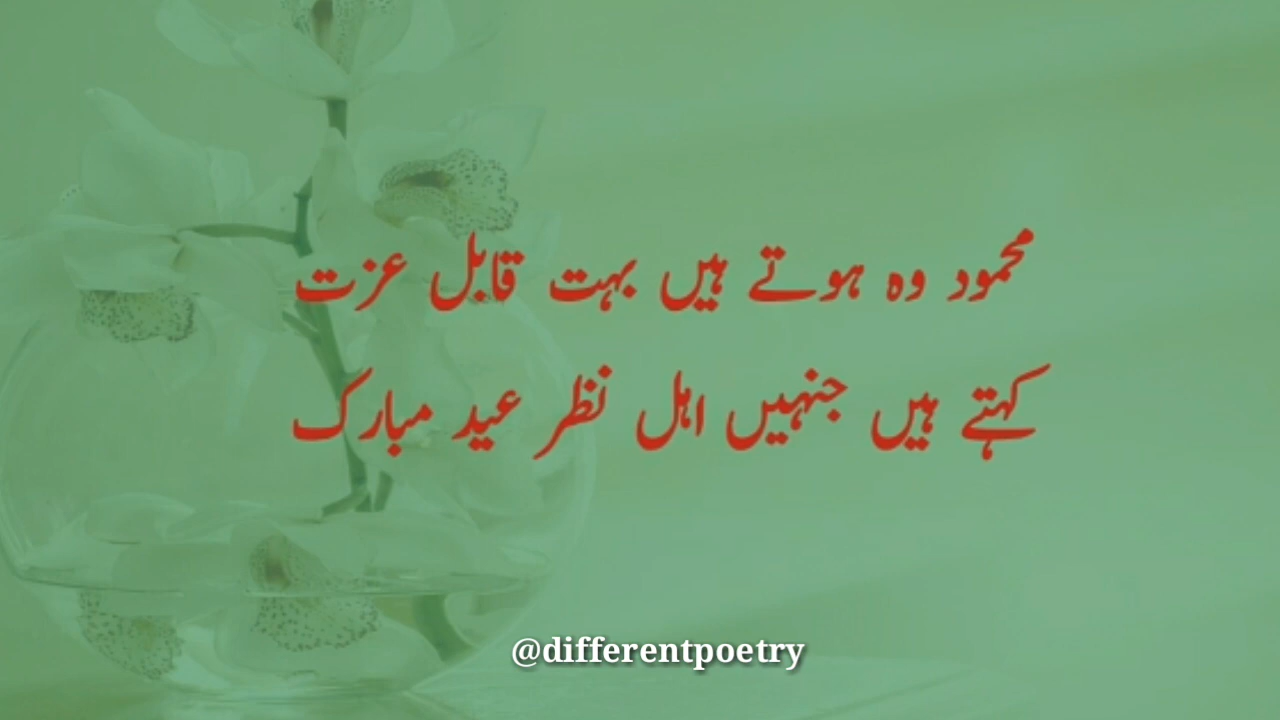 محمود وہ ہوتے ہیں بہت قابل عزت
کہتے ہیں جنہیں اہل نظر عید مبارک
@differentpoetry